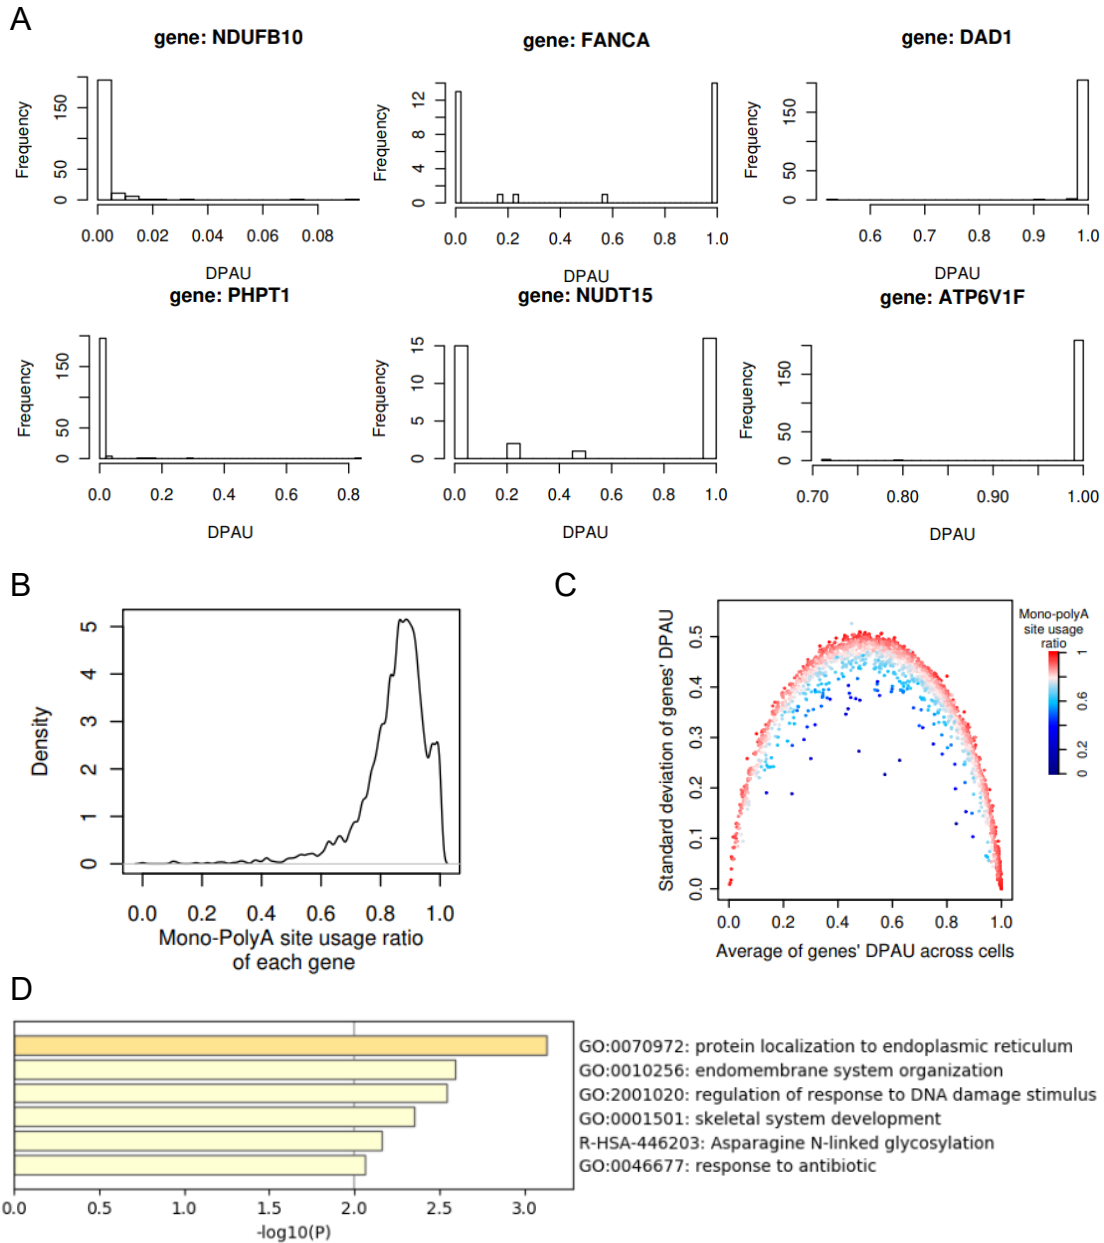 A
gene: NDUFB10
gene: FANCA
gene: DAD1
Frequency
0
50
150
0.00 0.02 0.04 0.06 0.08
DPAU
Frequency
0
4
8
12
0.0 0.2 0.4 0.6 0.8 1.0
DPAU
Frequency
0
50
150
0.6 0.7 0.8 0.9 1.0
DPAU
gene: PHPT1
gene: NUDT15
gene: ATP6V1F
Frequency
0
50
150
0.0 0.2 0.4 0.6 0.8
DPAU
Frequency
0
5
10
15
0.0 0.2 0.4 0.6 0.8 1.0
DPAU
Frequency
0
50
150
0.70 0.80 0.90 1.00
DPAU
B
Density
5
4
3
2
1
0
0.0 0.2 0.4 0.6 0.8 1.0
Mono-PolyA site usage ratio
of each gene
C
Standard deviation of genes' DPAU
0.5
0.4
0.3
0.2
0.1
0.0
0.0 0.2 0.4 0.6 0.8 1.0
Average of genes' DPAU across cells
Mono-polyA
site usage
ratio
1
0.6
0.2
0
D
GO:0070972: protein localization to endoplasmic reticulum
GO:0010256: endomembrane system organization
GO:2001020: regulation of response to DNA damage stimulus
GO:0001501: skeletal system development
R-HSA-446203: Asparagine N-linked glycosylation
GO:0046677: response to antibiotic
0.0 0.5 1.0 1.5 2.0 2.5 3.0
-log10(P)